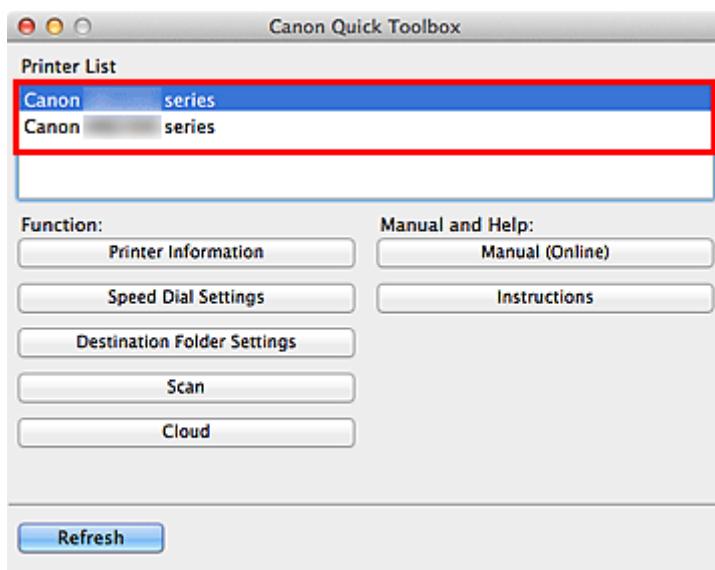 Canon Quick Toolbox
Printer List
Canon series
Canon series
Function:
Manual and Help:
Printer Information
Manual (Online)
Speed Dial Settings
Instructions
Destination Folder Settings
Scan
Cloud
Refresh